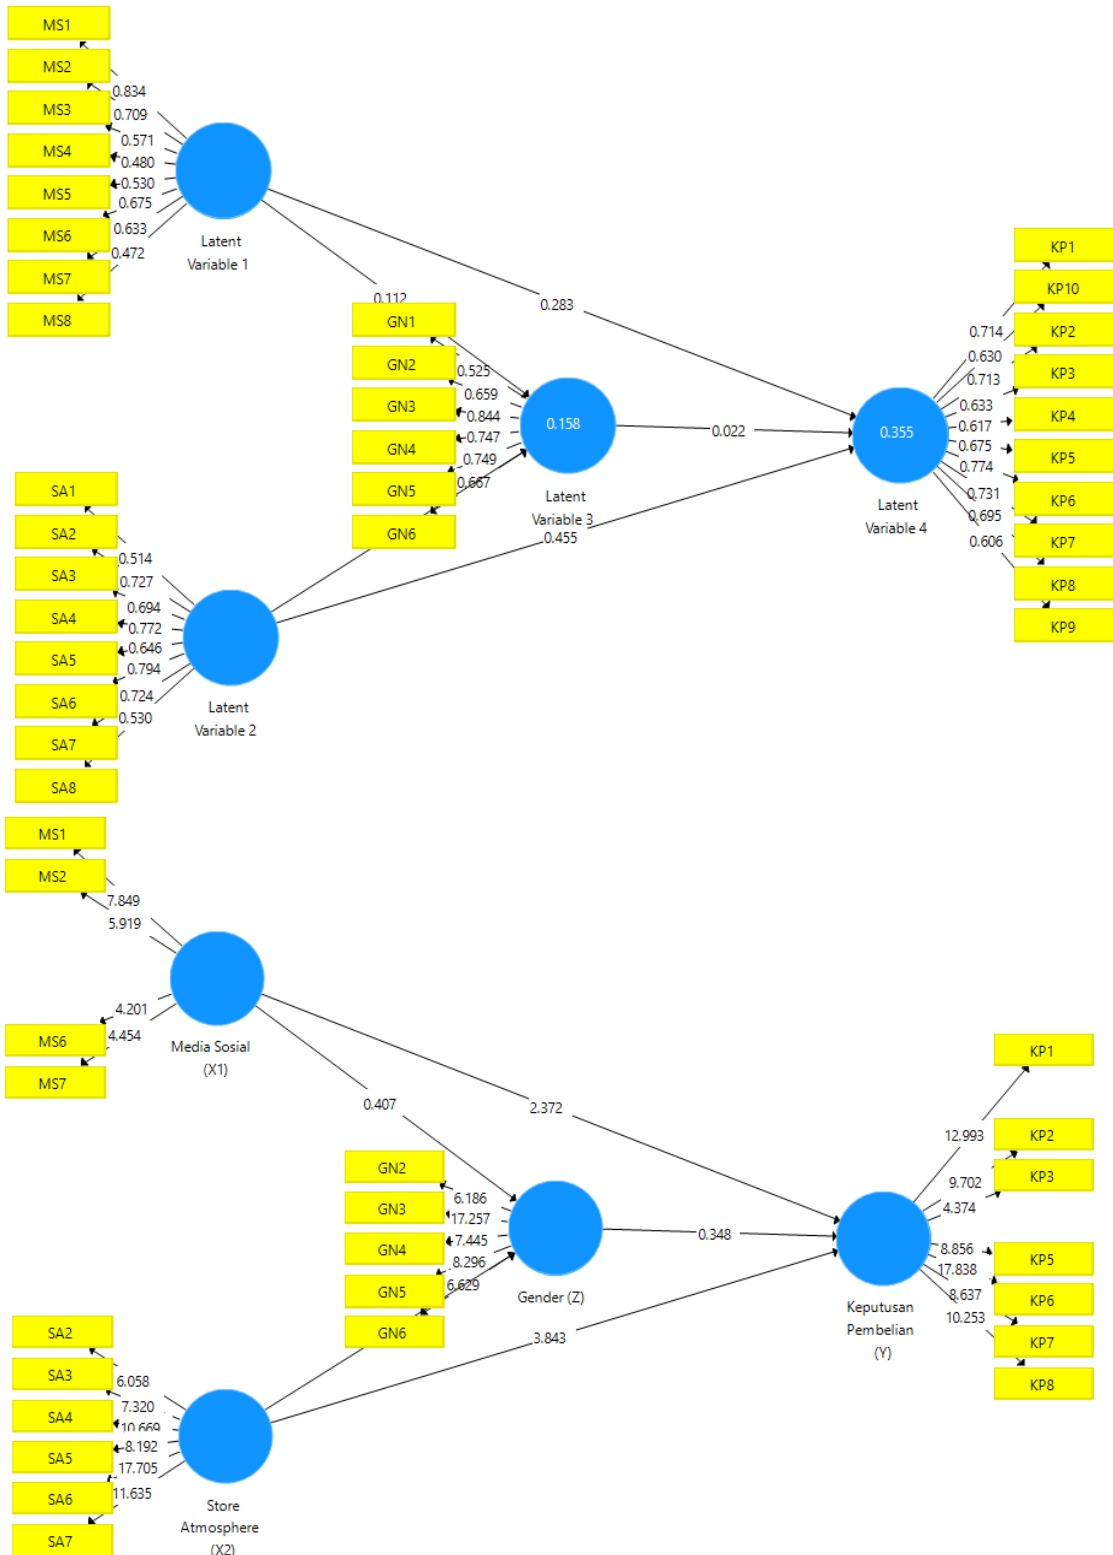 MS1
MS2
MS3
MS4
MS5
MS6
MS7
MS8
0.834
0.709
0.571
0.480
0.530
0.675
0.633
0.472
Latent
Variable 1
0.112
0.283
GN1
GN2
GN3
GN4
GN5
GN6
0.525
0.659
0.844
0.747
0.749
0.667
0.158
Latent
Variable 3
0.022
0.455
0.355
Latent
Variable 4
KP1
KP10
KP2
KP3
KP4
KP5
KP6
KP7
KP8
KP9
0.714
0.630
0.713
0.633
0.617
0.675
0.774
0.731
0.695
0.606
SA1
SA2
SA3
SA4
SA5
SA6
SA7
SA8
0.514
0.727
0.694
0.772
0.646
0.794
0.724
0.530
Latent
Variable 2
MS1
MS2
MS6
MS7
7.849
5.919
4.201
4.454
Media Sosial
(X1)
0.407
2.372
GN2
GN3
GN4
GN5
GN6
6.186
17.257
7.445
8.296
6.629
Gender (Z)
0.348
3.843
Keputusan
Pembelian
(Y)
KP1
KP2
KP3
KP5
KP6
KP7
KP8
12.993
9.702
4.374
8.856
17.838
8.637
10.253
SA2
SA3
SA4
SA5
SA6
SA7
6.058
7.320
10.669
8.192
17.705
11.635
Store
Atmosphere
(X2)